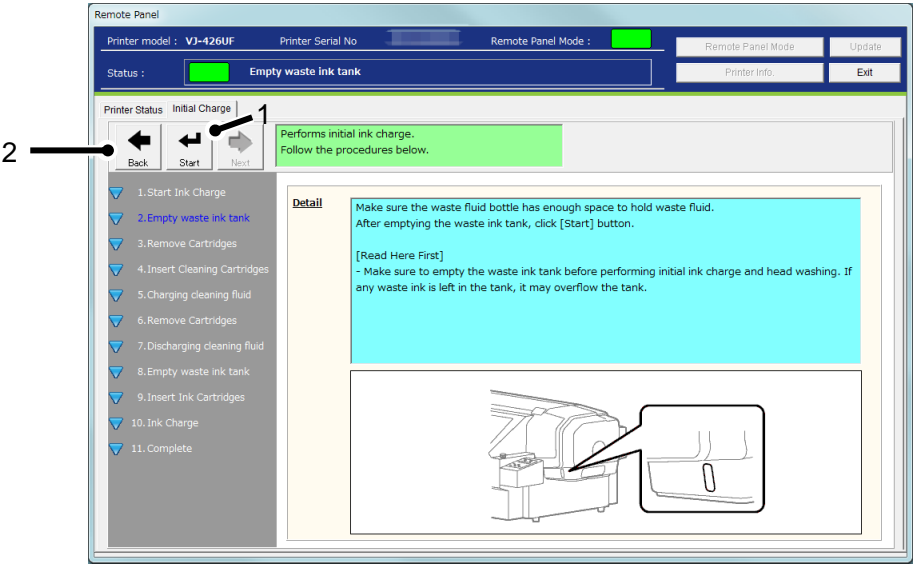 Remote Panel
Printer model : VJ-426UF Printer Serial No Remote Panel Mode :
Remote Panel Mode Update
Status : Empty waste ink tank
Printer Info. Exit
Printer Status Initial Charge
1
2
Back Start Next
Performs initial ink charge.
Follow the procedures below.
1.Start Ink Charge
2.Empty waste ink tank
3.Remove Cartridges
4.Insert Cleaning Cartridges
5.Charging cleaning fluid
6.Remove Cartridges
7.Discharging cleaning fluid
8.Empty waste ink tank
9.Insert Ink Cartridges
10.Ink Charge
11.Complete
Detail
Make sure the waste fluid bottle has enough space to hold waste fluid.
After emptying the waste ink tank, click [Start] button.
[Read Here First]
- Make sure to empty the waste ink tank before performing initial ink charge and head washing. If
any waste ink is left in the tank, it may overflow the tank.